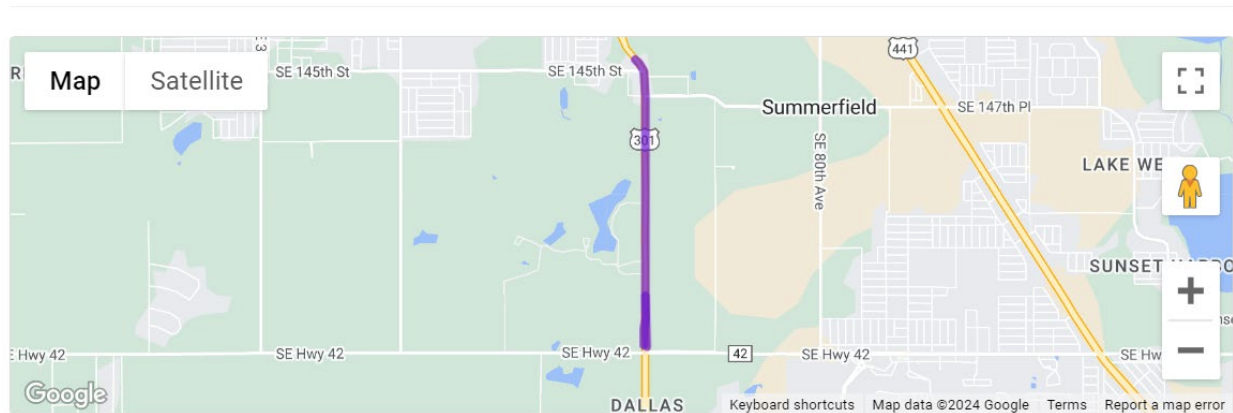 Map
Satellite
SE 145th St
SE 145th St
441
Summerfield
SE 147th Pl
301
SE 80th Ave
LAKE WE
SUNSET HARBO
SE Hwy 42
SE Hwy 42
42
SE Hwy 42
SE Hw
E Hwy 42
Google
DALLAS
Keyboard shortcuts
Map data ©2024 Google
Terms
Report a map error